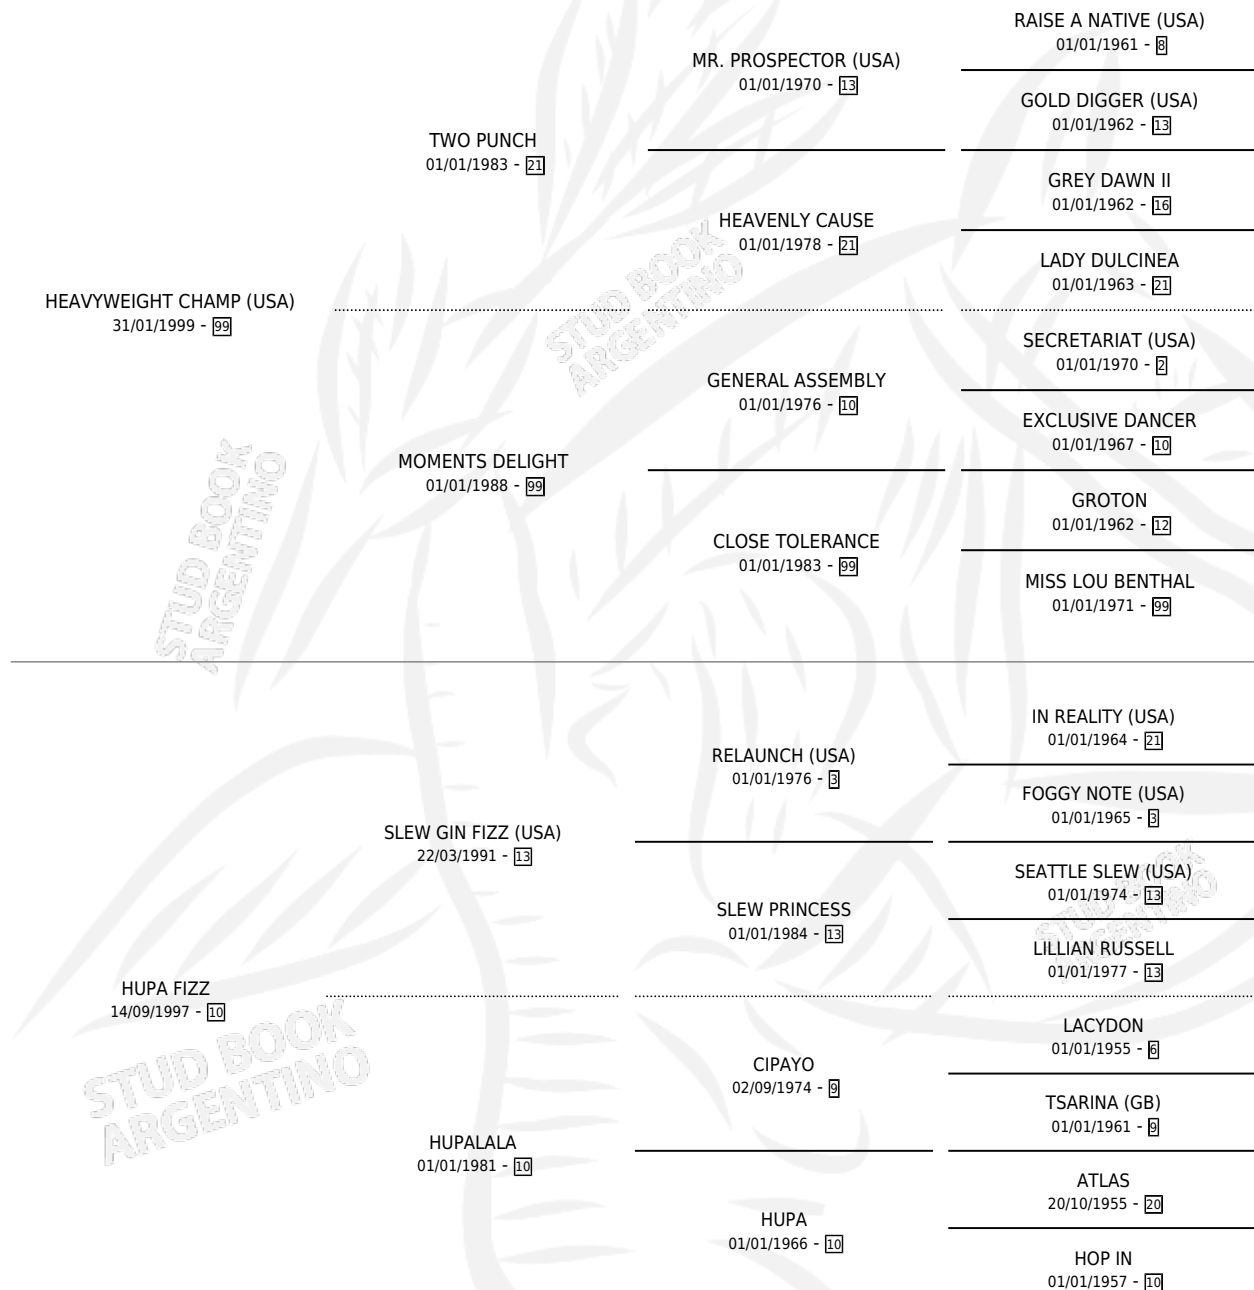 RAISE A NATIVE (USA)
01/01/1961 - 8
MR. PROSPECTOR (USA)
01/01/1970 - 13
GOLD DIGGER (USA)
01/01/1962 - 13
TWO PUNCH
01/01/1983 - 21
GREY DAWN II
01/01/1962 - 16
HEAVENLY CAUSE
01/01/1978 - 21
LADY DULCINEA
01/01/1963 - 21
HEAVYWEIGHT CHAMP (USA)
31/01/1999 - 99
STUD BOOK
ARGENTINO
SECRETARIAT (USA)
01/01/1970 - 2
GENERAL ASSEMBLY
01/01/1976 - 10
EXCLUSIVE DANCER
01/01/1967 - 10
MOMENTS DELIGHT
01/01/1988 - 99
GROTON
01/01/1962 - 12
CLOSE TOLERANCE
01/01/1983 - 99
MISS LOU BENTHAL
01/01/1971 - 99
STUD BOOK
ARGENTINO
IN REALITY (USA)
01/01/1964 - 21
RELAUNCH (USA)
01/01/1976 - 3
FOGGY NOTE (USA)
01/01/1965 - 3
SLEW GIN FIZZ (USA)
22/03/1991 - 13
SEATTLE SLEW (USA)
01/01/1974 - 13
SLEW PRINCESS
01/01/1984 - 13
STUD BOOK
ARGENTINO
LILLIAN RUSSELL
01/01/1977 - 13
HUPA FIZZ
14/09/1997 - 10
STUD BOOK
ARGENTINO
LACYDON
01/01/1955 - 6
CIPAYO
02/09/1974 - 9
TSARINA (GB)
01/01/1961 - 9
HUPALALA
01/01/1981 - 10
ATLAS
20/10/1955 - 20
HUPA
01/01/1966 - 10
HOP IN
01/01/1957 - 10